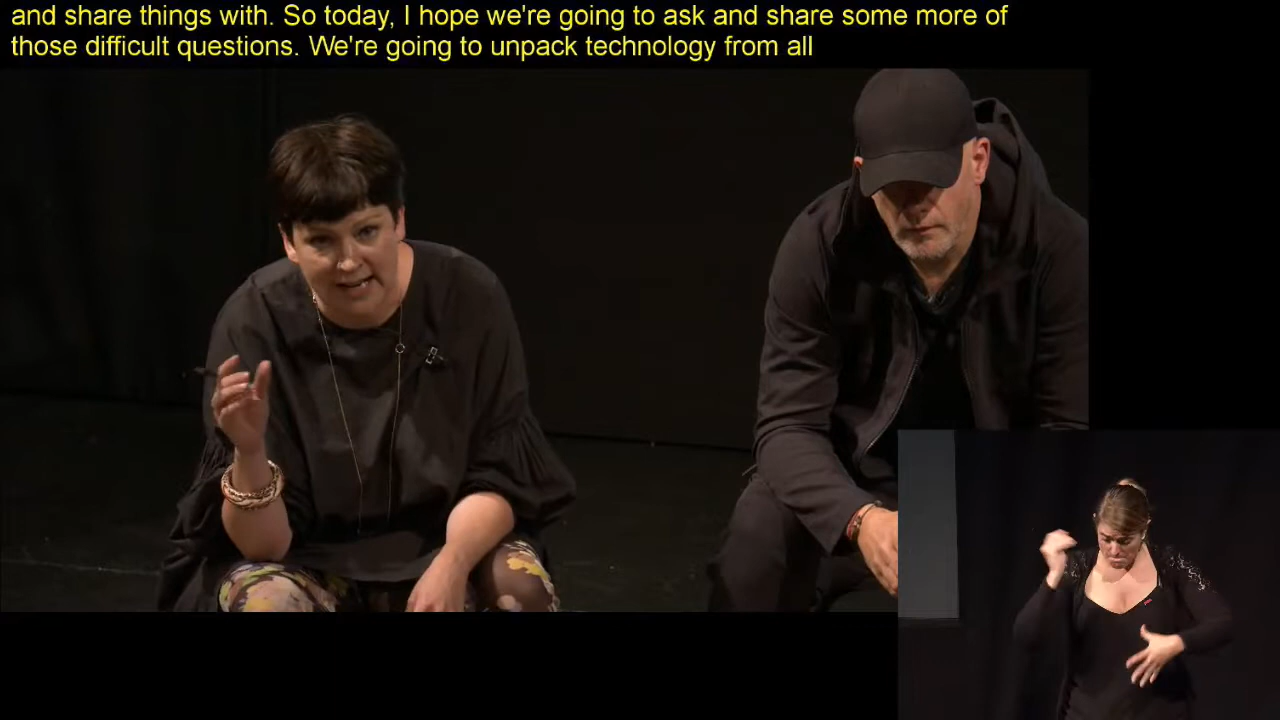 and share things with. So today, I hope we're going to ask and share some more of
those difficult questions. We're going to unpack technology from all